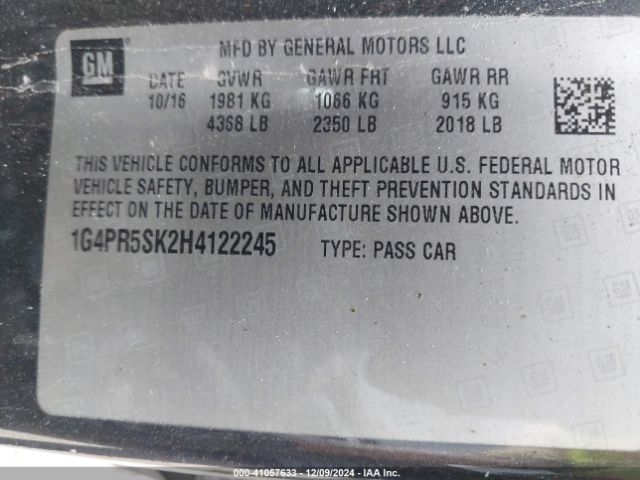 GM
MFD BY GENERAL MOTORS LLC
DATE GVWR GAWR FRT GAWR RR
10/16 1981 KG 1066 KG 915 KG
4368 LB 2350 LB 2018 LB
THIS VEHICLE CONFORMS TO ALL APPLICABLE U.S. FEDERAL MOTOR
VEHICLE SAFETY, BUMPER, AND THEFT PREVENTION STANDARDS IN
EFFECT ON THE DATE OF MANUFACTURE SHOWN ABOVE.
1G4PR5SK2H4122245 TYPE: PASS CAR
000-41057633 - 12/09/2024 - IAA Inc.